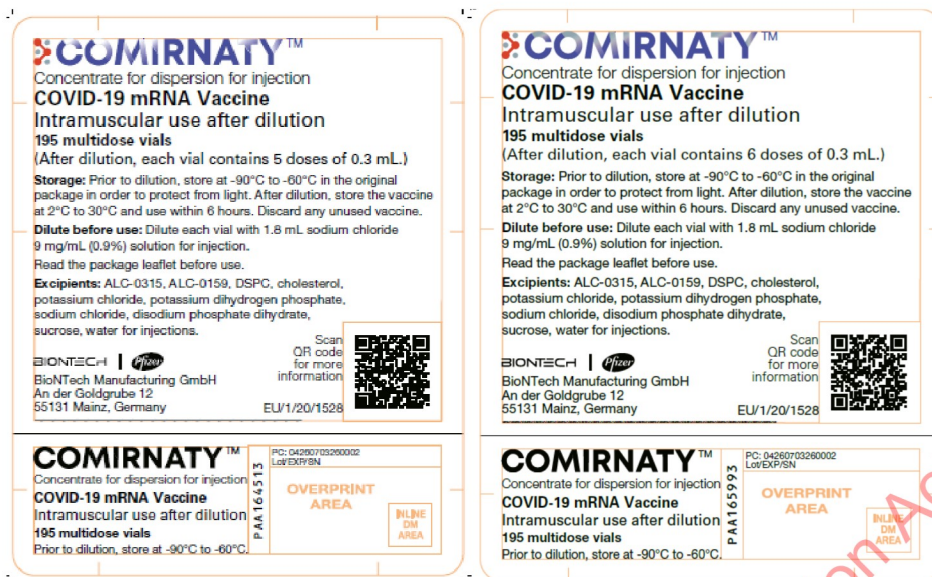 COMIRNATY™
Concentrate for dispersion for injection
COVID-19 mRNA Vaccine
Intramuscular use after dilution
195 multidose vials
(After dilution, each vial contains 5 doses of 0.3 mL.)
Storage: Prior to dilution, store at -90°C to -60°C in the original
package in order to protect from light. After dilution, store the vaccine
at 2°C to 30°C and use within 6 hours. Discard any unused vaccine.
Dilute before use: Dilute each vial with 1.8 mL sodium chloride
9 mg/mL (0.9%) solution for injection.
Read the package leaflet before use.
Excipients: ALC-0315, ALC-0159, DSPC, cholesterol,
potassium chloride, potassium dihydrogen phosphate,
sodium chloride, disodium phosphate dihydrate,
sucrose, water for injections.
Scan
QR code
for more
information
BIONTECH | Pfizer
BioNTech Manufacturing GmbH
An der Goldgrube 12
55131 Mainz, Germany
EU/1/20/1528
COMIRNATY™
Concentrate for dispersion for injection
COVID-19 mRNA Vaccine
Intramuscular use after dilution
195 multidose vials
Prior to dilution, store at -90°C to -60°C.
PAA164513
PC: 04260703260002
Lot/EXP/SN
OVERPRINT
AREA
INLINE
DM
AREA
COMIRNATY™
Concentrate for dispersion for injection
COVID-19 mRNA Vaccine
Intramuscular use after dilution
195 multidose vials
(After dilution, each vial contains 6 doses of 0.3 mL.)
Storage: Prior to dilution, store at -90°C to -60°C in the original
package in order to protect from light. After dilution, store the vaccine
at 2°C to 30°C and use within 6 hours. Discard any unused vaccine.
Dilute before use: Dilute each vial with 1.8 mL sodium chloride
9 mg/mL (0.9%) solution for injection.
Read the package leaflet before use.
Excipients: ALC-0315, ALC-0159, DSPC, cholesterol,
potassium chloride, potassium dihydrogen phosphate,
sodium chloride, disodium phosphate dihydrate,
sucrose, water for injections.
Scan
QR code
for more
information
BIONTECH | Pfizer
BioNTech Manufacturing GmbH
An der Goldgrube 12
55131 Mainz, Germany
EU/1/20/1528
COMIRNATY™
Concentrate for dispersion for injection
COVID-19 mRNA Vaccine
Intramuscular use after dilution
195 multidose vials
Prior to dilution, store at -90°C to -60°C.
PAA165993
PC: 04260703260002
Lot/EXP/SN
OVERPRINT
AREA
INLINE
DM
AREA
on